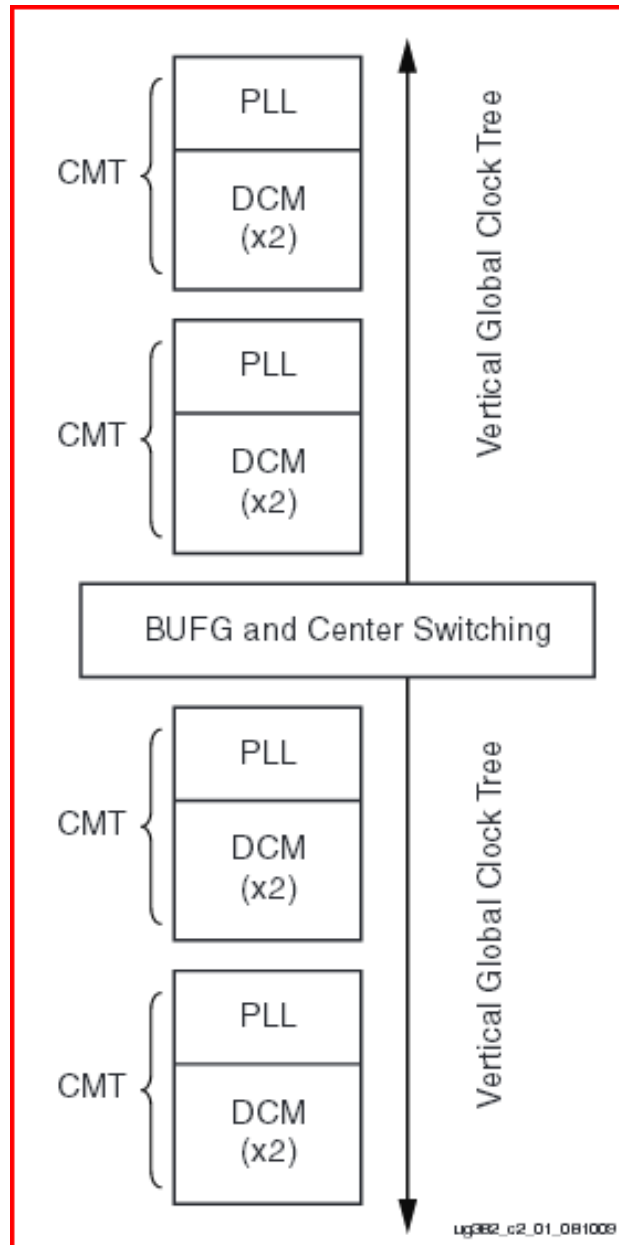 PLL
CMT
DCM
(x2)
Vertical Global Clock Tree
PLL
CMT
DCM
(x2)
BUFG and Center Switching
PLL
CMT
DCM
(x2)
Vertical Global Clock Tree
PLL
CMT
DCM
(x2)
ug382_c2_01_081009